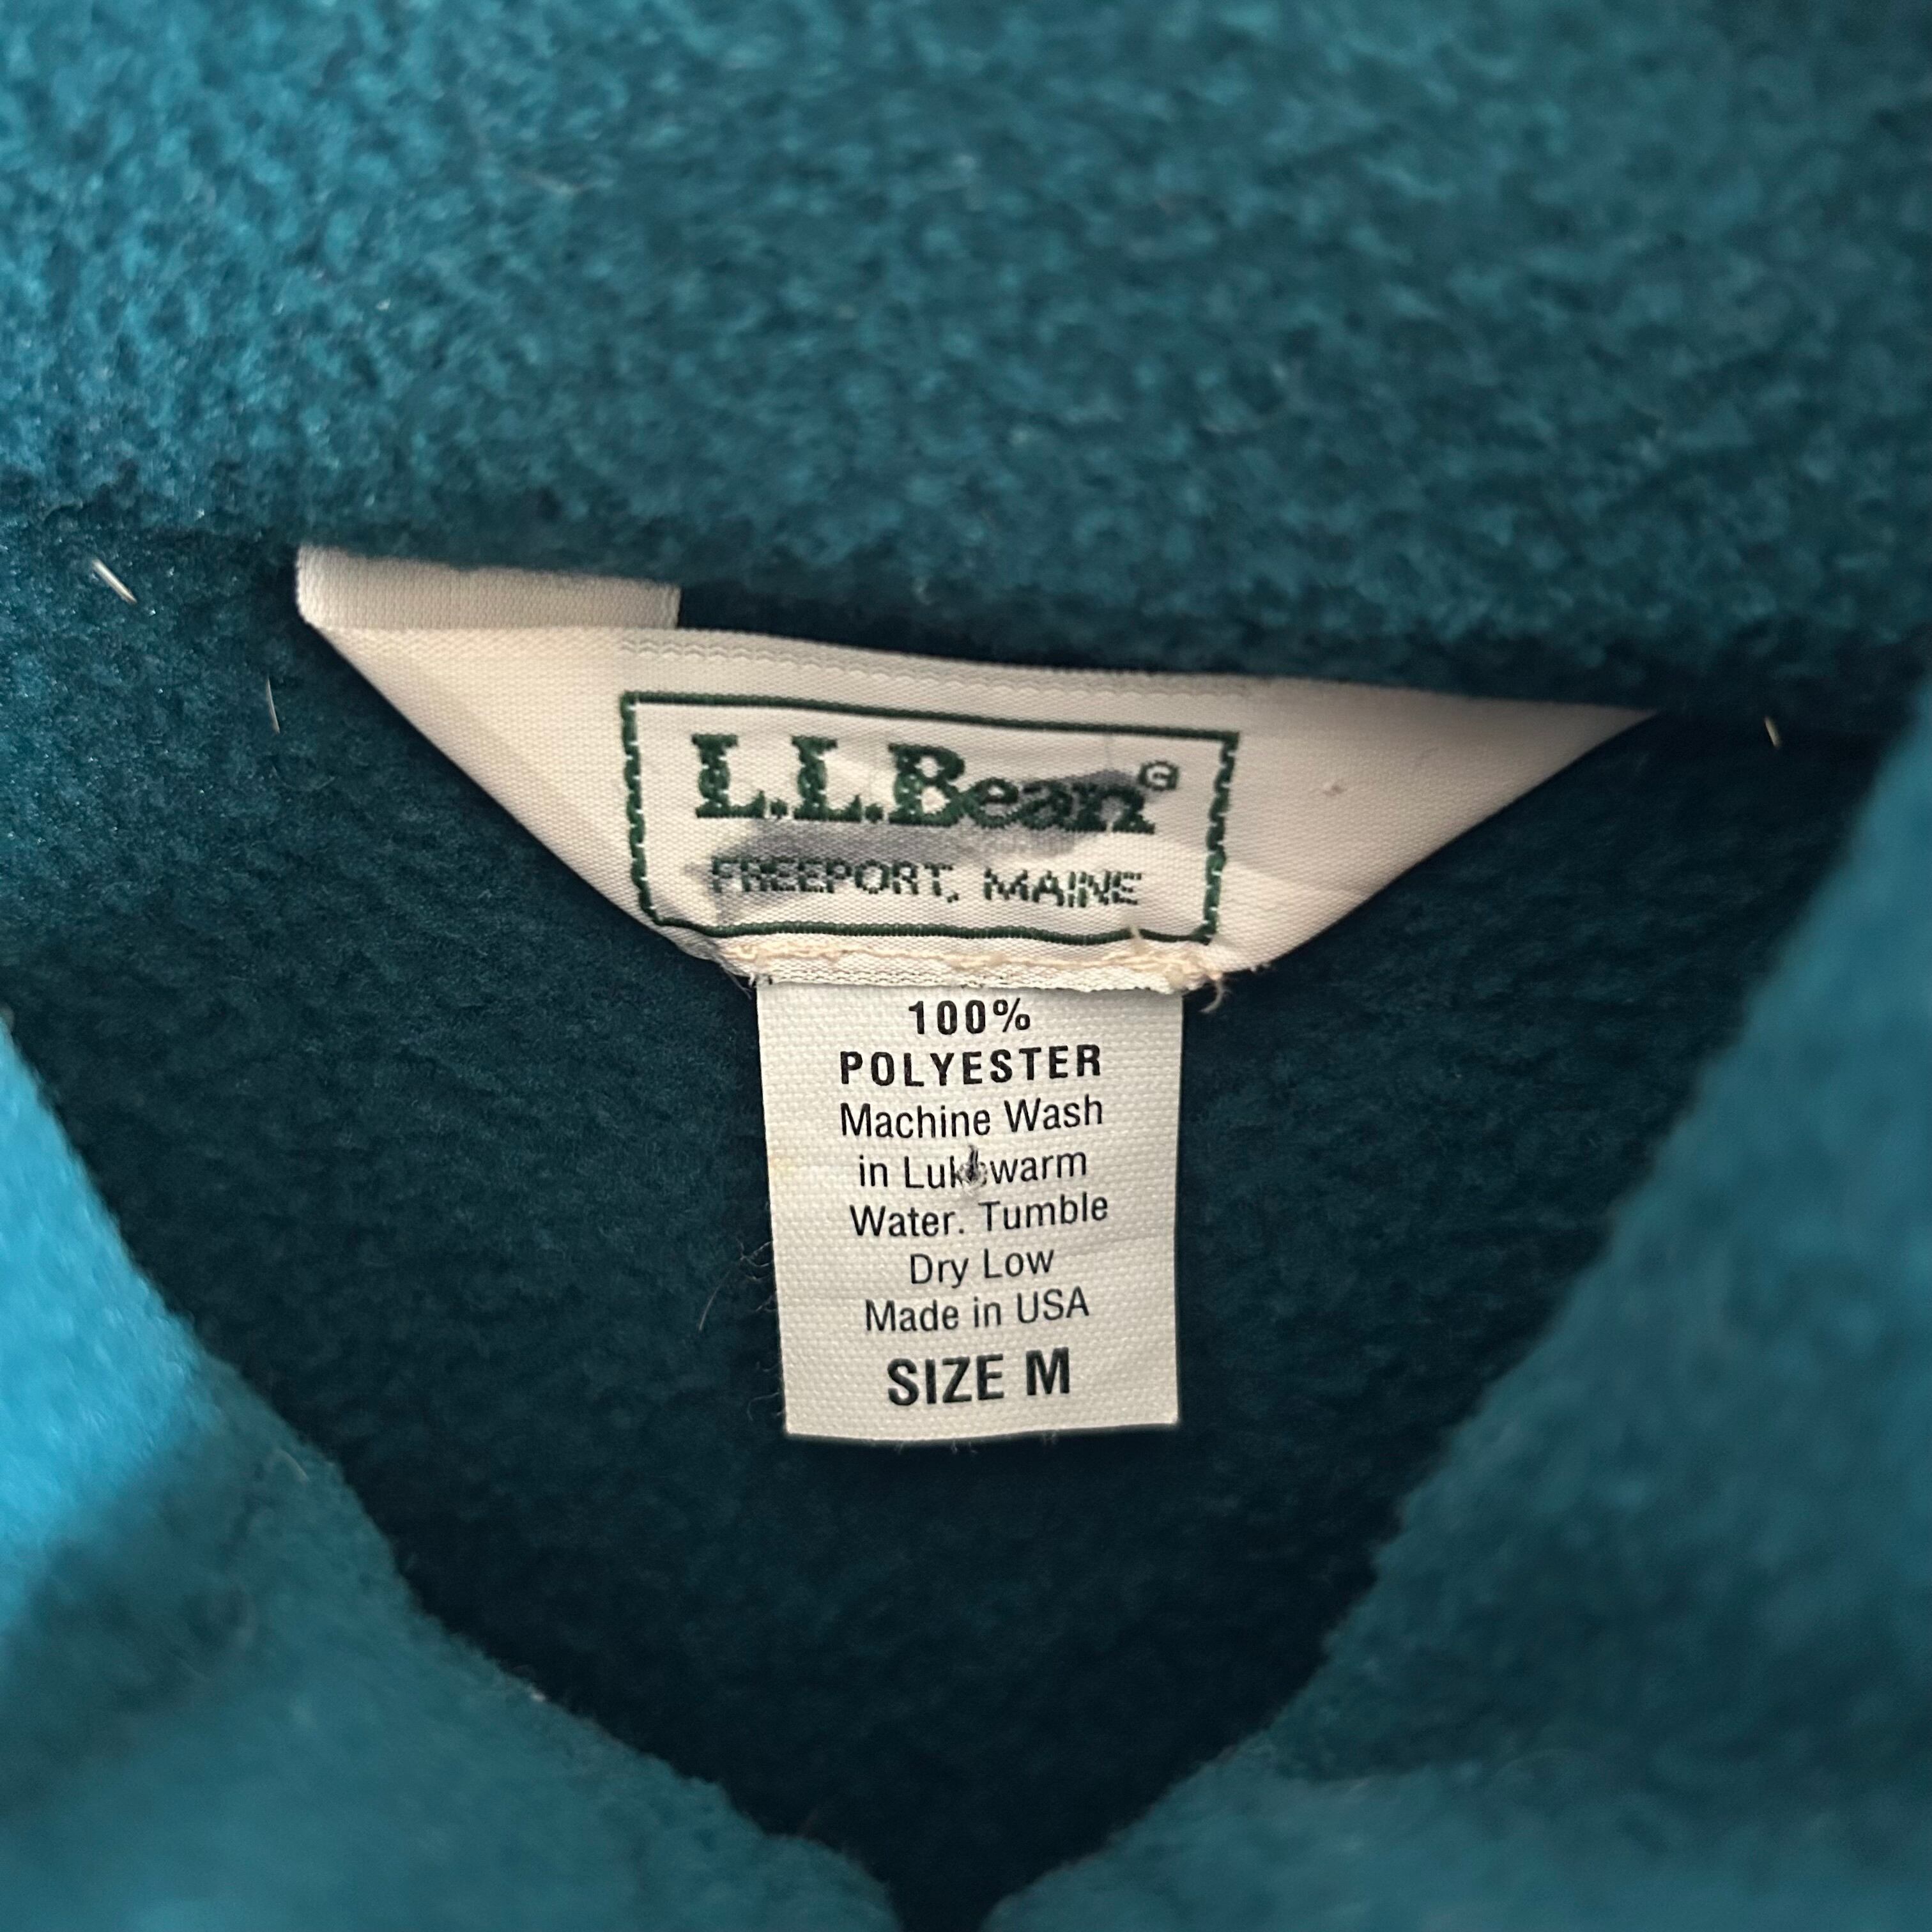 L.L.Bean®
FREEPORT, MAINE
100%
POLYESTER
Machine Wash
in Lukewarm
Water. Tumble
Dry Low
Made in USA
SIZE M